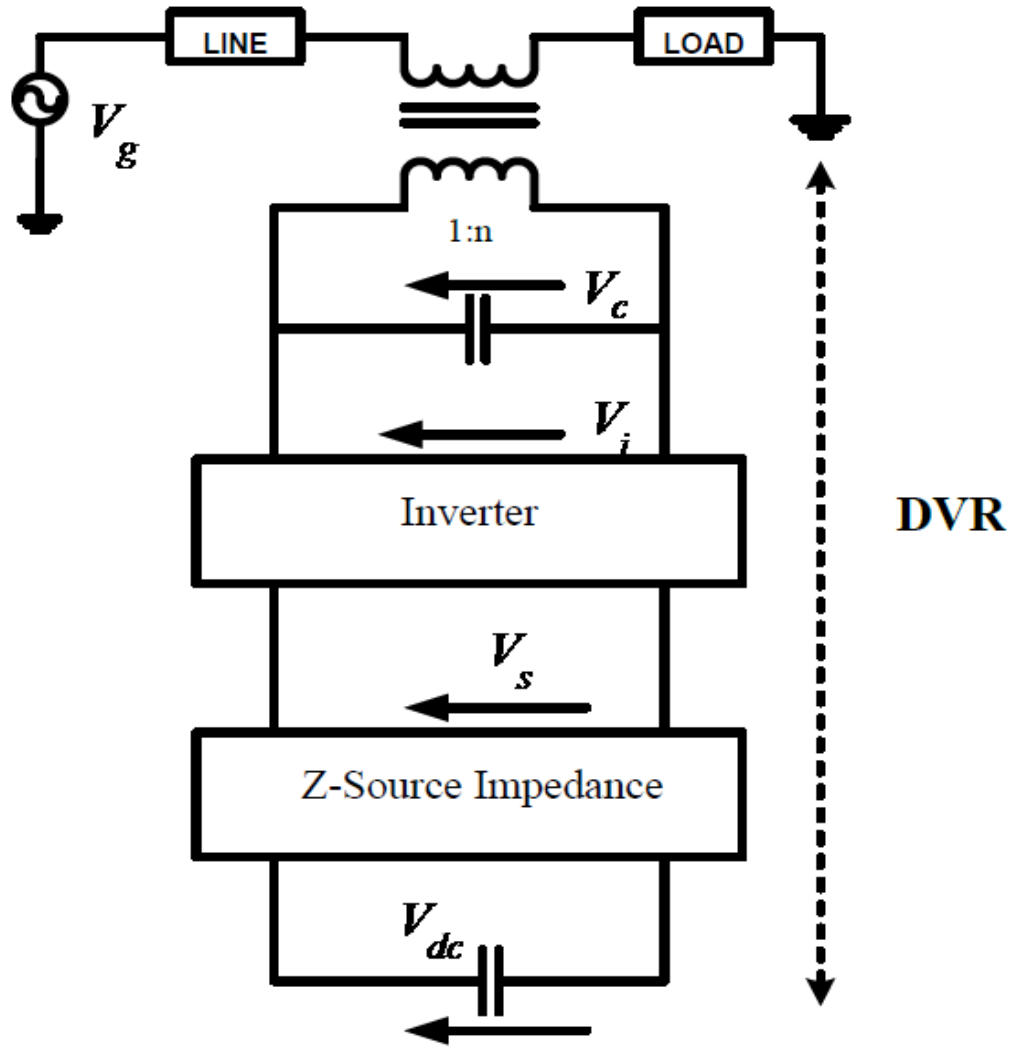 LINE
LOAD
Vg
1:n
Vc
Vi
Inverter
DVR
Vs
Z-Source Impedance
Vdc